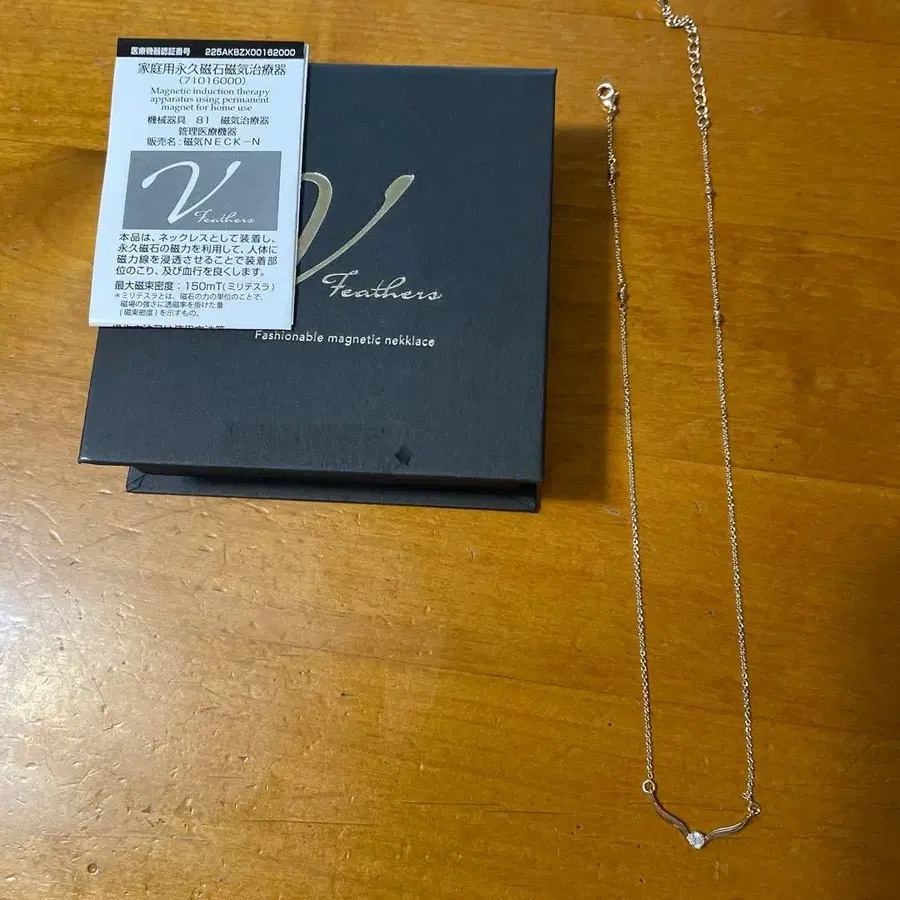 医療機器認証番号 225AKBZX00162000
家庭用永久磁石磁気治療器
(71016000)
Magnetic induction therapy
apparatus using permanent
magnet for home use
機械器具 81 磁気治療器
管理医療機器
販売名:磁気NECK-N
V
Feathers
本品は、ネックレスとして装着し、
永久磁石の磁力を利用して、人体に
磁力線を浸透させることで装着部
位のこり、及び血行を良くします。
最大磁束密度:150mT(ミリテスラ)
*ミリテスラとは、磁石の力の単位のことで、
磁場の強さに透磁率を掛けた量
(磁束密度)を示すもの。
V
Feathers
Fashionable magnetic nekklace